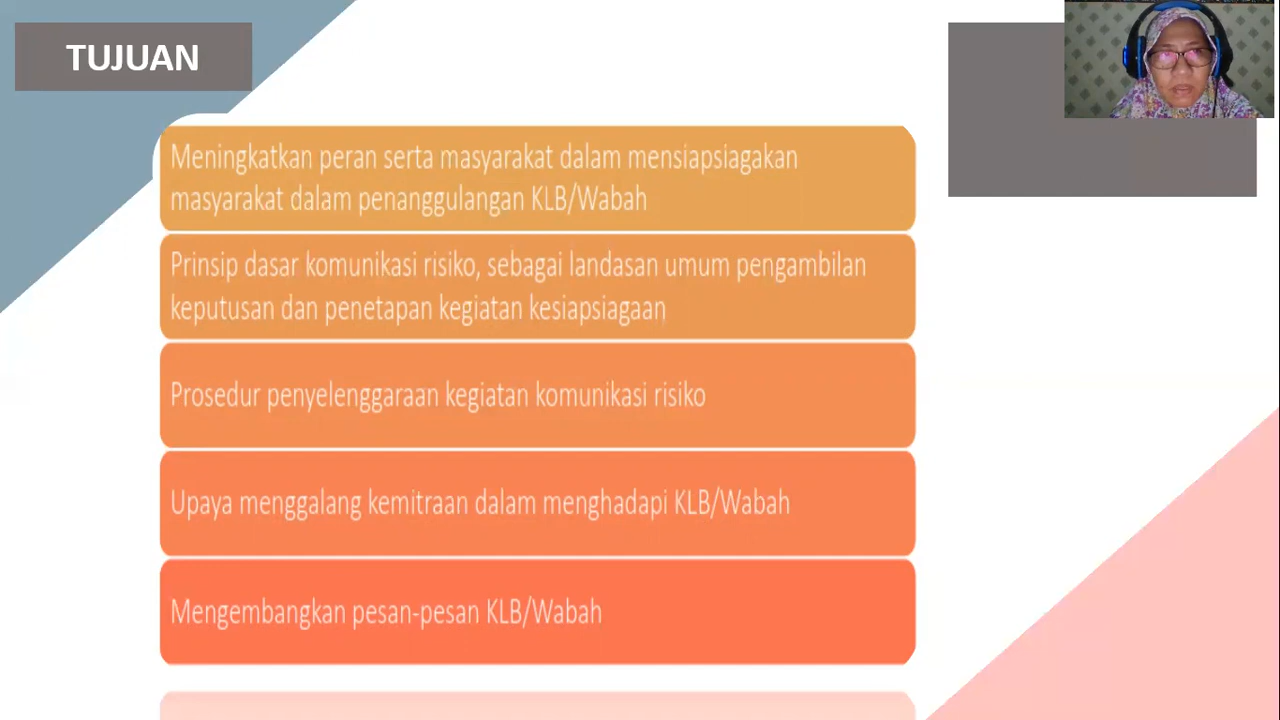 TUJUAN
Meningkatkan peran serta masyarakat dalam mensiapsiagakan
masyarakat dalam penanggulangan KLB/Wabah
Prinsip dasar komunikasi risiko, sebagai landasan umum pengambilan
keputusan dan penetapan kegiatan kesiapsiagaan
Prosedur penyelenggaraan kegiatan komunikasi risiko
Upaya menggalang kemitraan dalam menghadapi KLB/Wabah
Mengembangkan pesan-pesan KLB/Wabah